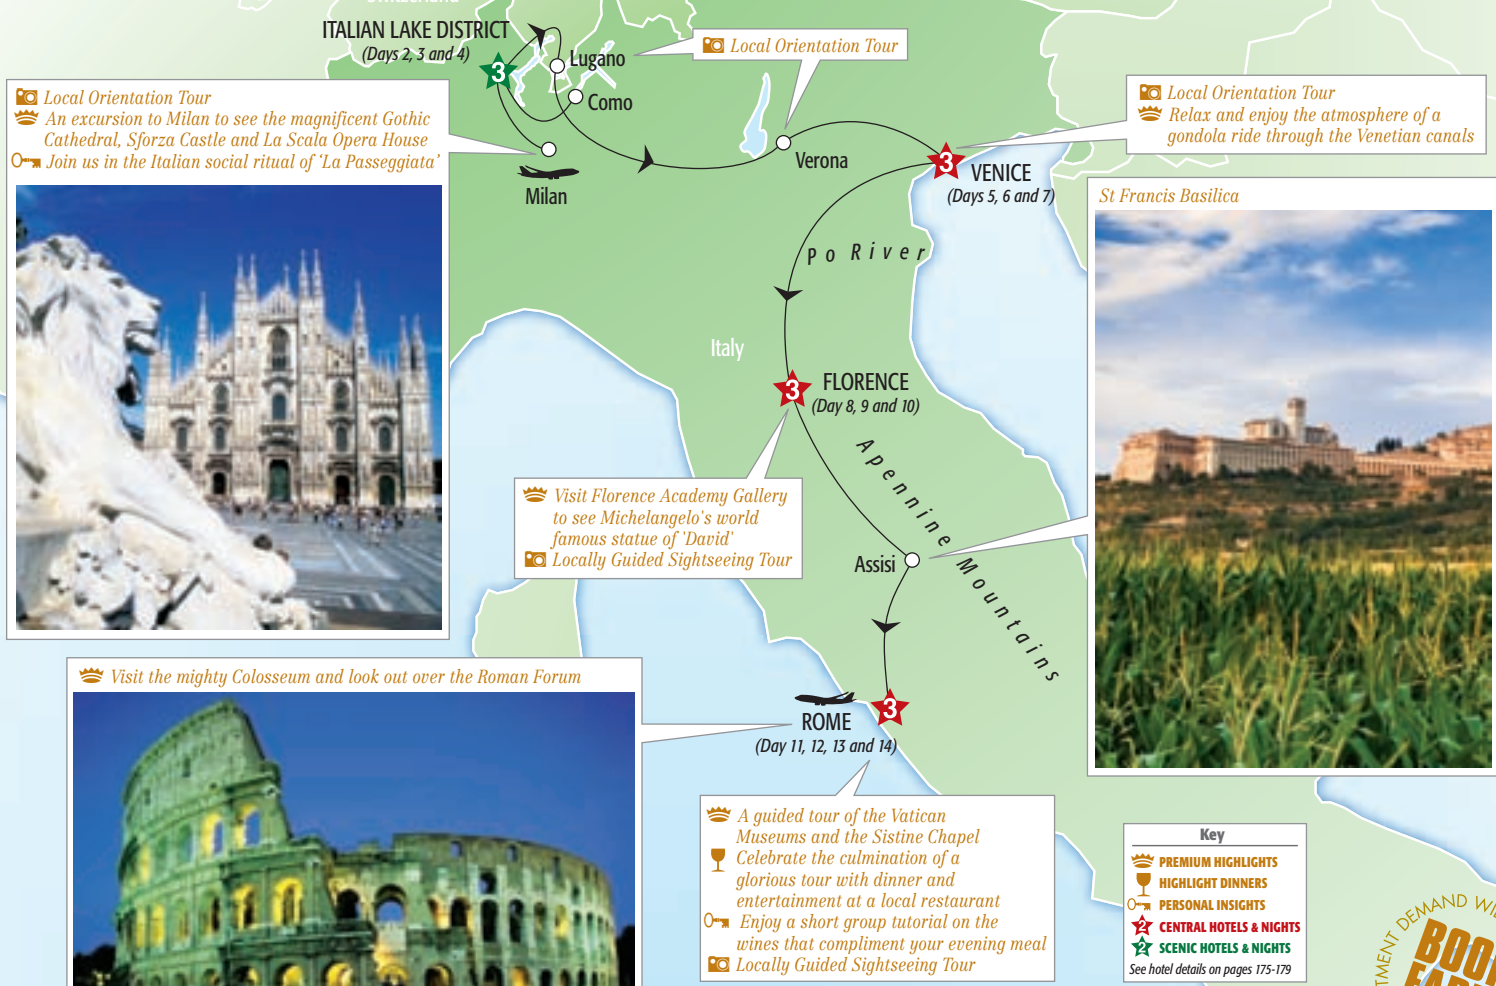 Switzerland
ITALIAN LAKE DISTRICT
(Days 2, 3 and 4)
3
Lugano
Como
Local Orientation Tour
Local Orientation Tour
An excursion to Milan to see the magnificent Gothic
Cathedral, Sforza Castle and La Scala Opera House
Join us in the Italian social ritual of ‘La Passeggiata’
Milan
Verona
Local Orientation Tour
Relax and enjoy the atmosphere of a
gondola ride through the Venetian canals
3
VENICE
(Days 5, 6 and 7)
St Francis Basilica
Po River
Italy
3
FLORENCE
(Day 8, 9 and 10)
Apennine Mountains
Visit Florence Academy Gallery
to see Michelangelo's world
famous statue of 'David'
Locally Guided Sightseeing Tour
Assisi
Visit the mighty Colosseum and look out over the Roman Forum
3
ROME
(Day 11, 12, 13 and 14)
A guided tour of the Vatican
Museums and the Sistine Chapel
Celebrate the culmination of a
glorious tour with dinner and
entertainment at a local restaurant
Enjoy a short group tutorial on the
wines that compliment your evening meal
Locally Guided Sightseeing Tour
Key
PREMIUM HIGHLIGHTS
HIGHLIGHT DINNERS
PERSONAL INSIGHTS
2 CENTRAL HOTELS & NIGHTS
2 SCENIC HOTELS & NIGHTS
See hotel details on pages 175-179
DEMAND
BOOK